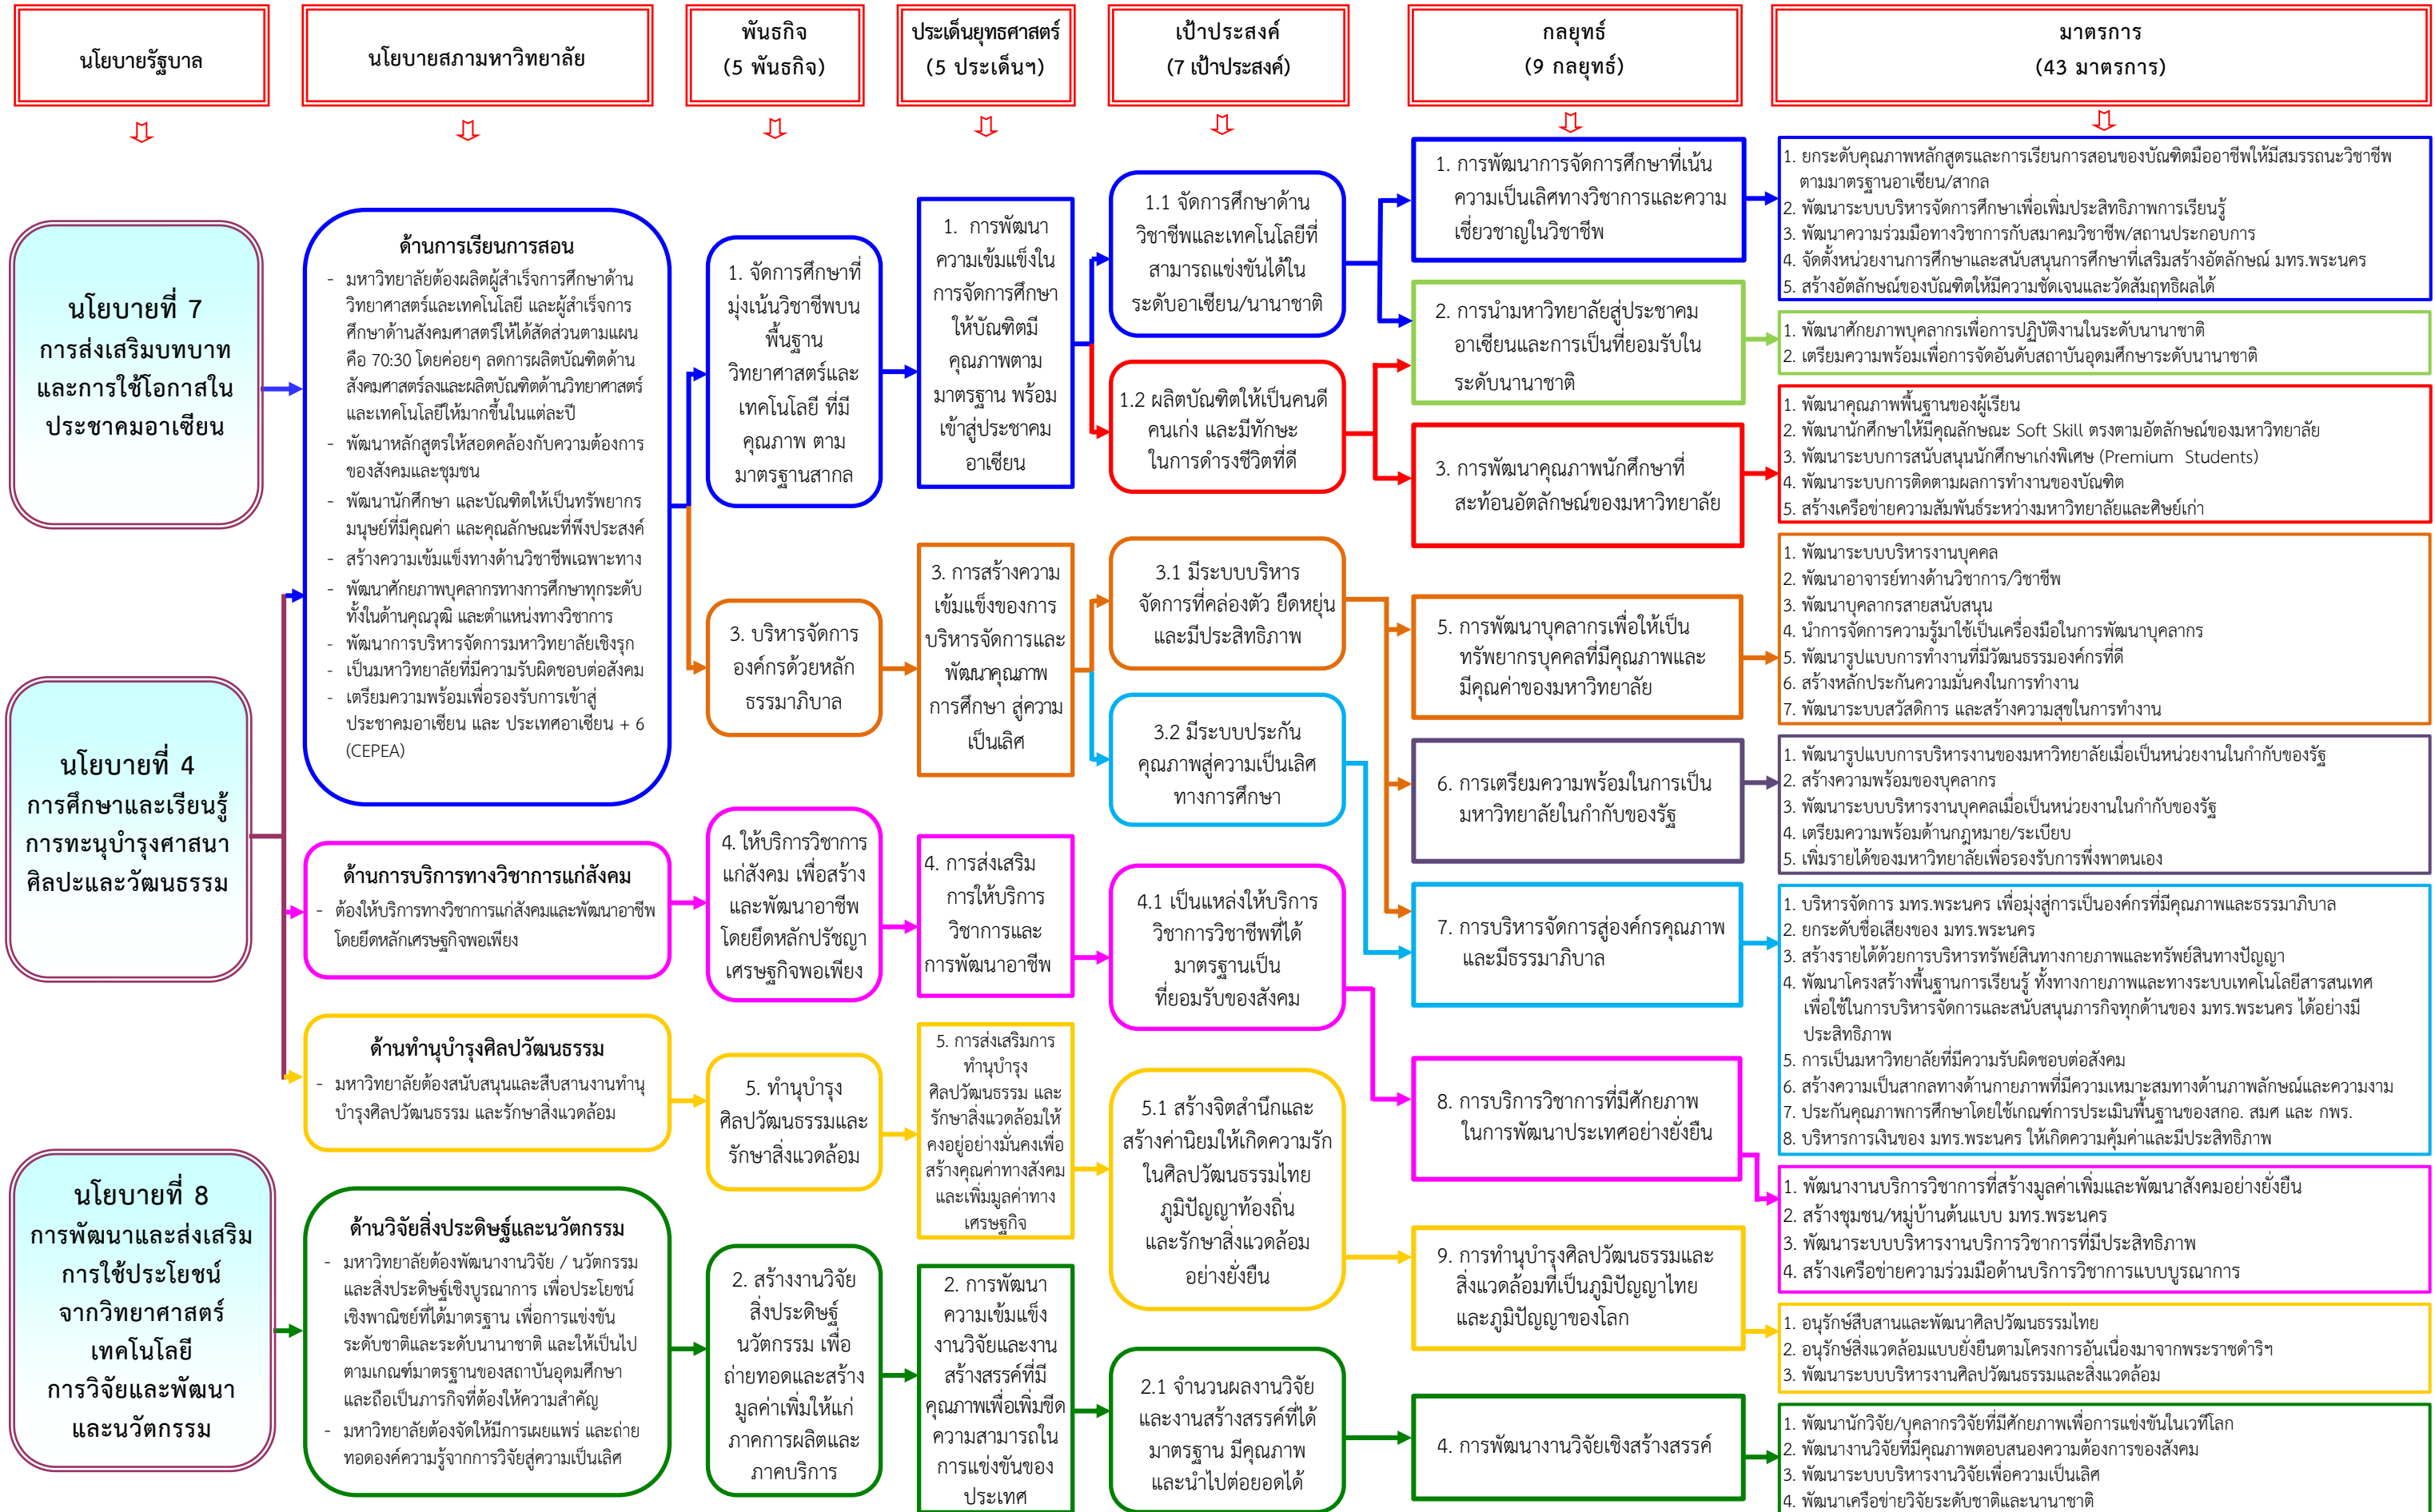 นโยบายรัฐบาล
นโยบายสภามหาวิทยาลัย
พันธกิจ
(5 พันธกิจ)
ประเด็นยุทธศาสตร์
(5 ประเด็นฯ)
เป้าประสงค์
(7 เป้าประสงค์)
กลยุทธ์
(9 กลยุทธ์)
มาตรการ
(43 มาตรการ)
นโยบายที่ 7
การส่งเสริมบทบาท
และการใช้โอกาสใน
ประชาคมอาเซียน
นโยบายที่ 4
การศึกษาและเรียนรู้
การทะนุบำรุงศาสนา
ศิลปะและวัฒนธรรม
นโยบายที่ 8
การพัฒนาและส่งเสริม
การใช้ประโยชน์
จากวิทยาศาสตร์
เทคโนโลยี
การวิจัยและพัฒนา
และนวัตกรรม
ด้านการเรียนการสอน
- มหาวิทยาลัยต้องผลิตผู้สำเร็จการศึกษาด้าน
วิทยาศาสตร์และเทคโนโลยี และผู้สำเร็จการ
ศึกษาด้านสังคมศาสตร์ให้ได้สัดส่วนตามแผน
คือ 70:30 โดยค่อยๆ ลดการผลิตบัณฑิตด้าน
สังคมศาสตร์ลงและผลิตบัณฑิตด้านวิทยาศาสตร์
และเทคโนโลยีให้มากขึ้นในแต่ละปี
- พัฒนาหลักสูตรให้สอดคล้องกับความต้องการ
ของสังคมและชุมชน
- พัฒนานักศึกษา และบัณฑิตให้เป็นทรัพยากร
มนุษย์ที่มีคุณค่า และคุณลักษณะที่พึงประสงค์
- สร้างความเข้มแข็งทางด้านวิชาชีพเฉพาะทาง
- พัฒนาศักยภาพบุคลากรทางการศึกษาทุกระดับ
ทั้งในด้านคุณวุฒิ และตำแหน่งทางวิชาการ
- พัฒนาการบริหารจัดการมหาวิทยาลัยเชิงรุก
- เป็นมหาวิทยาลัยที่มีความรับผิดชอบต่อสังคม
- เตรียมความพร้อมเพื่อรองรับการเข้าสู่
ประชาคมอาเซียน และ ประเทศอาเซียน + 6
(CEPEA)
ด้านการบริการทางวิชาการแก่สังคม
- ต้องให้บริการทางวิชาการแก่สังคมและพัฒนาอาชีพ
โดยยึดหลักเศรษฐกิจพอเพียง
ด้านทำนุบำรุงศิลปวัฒนธรรม
- มหาวิทยาลัยต้องสนับสนุนและสืบสานงานทำนุ
บำรุงศิลปวัฒนธรรม และรักษาสิ่งแวดล้อม
ด้านวิจัยสิ่งประดิษฐ์และนวัตกรรม
- มหาวิทยาลัยต้องพัฒนางานวิจัย / นวัตกรรม
และสิ่งประดิษฐ์เชิงบูรณาการ เพื่อประโยชน์
เชิงพาณิชย์ที่ได้มาตรฐาน เพื่อการแข่งขัน
ระดับชาติและระดับนานาชาติ และให้เป็นไป
ตามเกณฑ์มาตรฐานของสถาบันอุดมศึกษา
และถือเป็นภารกิจที่ต้องให้ความสำคัญ
- มหาวิทยาลัยต้องจัดให้มีการเผยแพร่ และถ่าย
ทอดองค์ความรู้จากการวิจัยสู่ความเป็นเลิศ
1. จัดการศึกษาที่
มุ่งเน้นวิชาชีพบน
พื้นฐาน
วิทยาศาสตร์และ
เทคโนโลยี ที่มี
คุณภาพ ตาม
มาตรฐานสากล
3. บริหารจัดการ
องค์กรด้วยหลัก
ธรรมาภิบาล
4. ให้บริการวิชาการ
แก่สังคม เพื่อสร้าง
และพัฒนาอาชีพ
โดยยึดหลักปรัชญา
เศรษฐกิจพอเพียง
5. ทำนุบำรุง
ศิลปวัฒนธรรมและ
รักษาสิ่งแวดล้อม
2. สร้างงานวิจัย
สิ่งประดิษฐ์
นวัตกรรม เพื่อ
ถ่ายทอดและสร้าง
มูลค่าเพิ่มให้แก่
ภาคการผลิตและ
ภาคบริการ
1. การพัฒนา
ความเข้มแข็งใน
การจัดการศึกษา
ให้บัณฑิตมี
คุณภาพตาม
มาตรฐาน พร้อม
เข้าสู่ประชาคม
อาเซียน
3. การสร้างความ
เข้มแข็งของการ
บริหารจัดการและ
พัฒนาคุณภาพ
การศึกษา สู่ความ
เป็นเลิศ
4. การส่งเสริม
การให้บริการ
วิชาการและ
การพัฒนาอาชีพ
5. การส่งเสริมการ
ทำนุบำรุง
ศิลปวัฒนธรรม และ
รักษาสิ่งแวดล้อมให้
คงอยู่อย่างมั่นคงเพื่อ
สร้างคุณค่าทางสังคม
และเพิ่มมูลค่าทาง
เศรษฐกิจ
2. การพัฒนา
ความเข้มแข็ง
งานวิจัยและงาน
สร้างสรรค์ที่มี
คุณภาพเพื่อเพิ่มขีด
ความสามารถใน
การแข่งขันของ
ประเทศ
1.1 จัดการศึกษาด้าน
วิชาชีพและเทคโนโลยีที่
สามารถแข่งขันได้ใน
ระดับอาเซียน/นานาชาติ
1.2 ผลิตบัณฑิตให้เป็นคนดี
คนเก่ง และมีทักษะ
ในการดำรงชีวิตที่ดี
3.1 มีระบบบริหาร
จัดการที่คล่องตัว ยืดหยุ่น
และมีประสิทธิภาพ
3.2 มีระบบประกัน
คุณภาพสู่ความเป็นเลิศ
ทางการศึกษา
4.1 เป็นแหล่งให้บริการ
วิชาการวิชาชีพที่ได้
มาตรฐานเป็น
ที่ยอมรับของสังคม
5.1 สร้างจิตสำนึกและ
สร้างค่านิยมให้เกิดความรัก
ในศิลปวัฒนธรรมไทย
ภูมิปัญญาท้องถิ่น
และรักษาสิ่งแวดล้อม
อย่างยั่งยืน
2.1 จำนวนผลงานวิจัย
และงานสร้างสรรค์ที่ได้
มาตรฐาน มีคุณภาพ
และนำไปต่อยอดได้
1. การพัฒนาการจัดการศึกษาที่เน้น
ความเป็นเลิศทางวิชาการและความ
เชี่ยวชาญในวิชาชีพ
2. การนำมหาวิทยาลัยสู่ประชาคม
อาเซียนและการเป็นที่ยอมรับใน
ระดับนานาชาติ
3. การพัฒนาคุณภาพนักศึกษาที่
สะท้อนอัตลักษณ์ของมหาวิทยาลัย
5. การพัฒนาบุคลากรเพื่อให้เป็น
ทรัพยากรบุคคลที่มีคุณภาพและ
มีคุณค่าของมหาวิทยาลัย
6. การเตรียมความพร้อมในการเป็น
มหาวิทยาลัยในกำกับของรัฐ
7. การบริหารจัดการสู่องค์กรคุณภาพ
และมีธรรมาภิบาล
8. การบริการวิชาการที่มีศักยภาพ
ในการพัฒนาประเทศอย่างยั่งยืน
9. การทำนุบำรุงศิลปวัฒนธรรมและ
สิ่งแวดล้อมที่เป็นภูมิปัญญาไทย
และภูมิปัญญาของโลก
4. การพัฒนางานวิจัยเชิงสร้างสรรค์
1. ยกระดับคุณภาพหลักสูตรและการเรียนการสอนของบัณฑิตมืออาชีพให้มีสมรรถนะวิชาชีพ
ตามมาตรฐานอาเซียน/สากล
2. พัฒนาระบบบริหารจัดการศึกษาเพื่อเพิ่มประสิทธิภาพการเรียนรู้
3. พัฒนาความร่วมมือทางวิชาการกับสมาคมวิชาชีพ/สถานประกอบการ
4. จัดตั้งหน่วยงานการศึกษาและสนับสนุนการศึกษาที่เสริมสร้างอัตลักษณ์ มทร.พระนคร
5. สร้างอัตลักษณ์ของบัณฑิตให้มีความชัดเจนและวัดสัมฤทธิผลได้
1. พัฒนาศักยภาพบุคลากรเพื่อการปฏิบัติงานในระดับนานาชาติ
2. เตรียมความพร้อมเพื่อการจัดอันดับสถาบันอุดมศึกษาระดับนานาชาติ
1. พัฒนาคุณภาพพื้นฐานของผู้เรียน
2. พัฒนานักศึกษาให้มีคุณลักษณะ Soft Skill ตรงตามอัตลักษณ์ของมหาวิทยาลัย
3. พัฒนาระบบการสนับสนุนนักศึกษาเก่งพิเศษ (Premium Students)
4. พัฒนาระบบการติดตามผลการทำงานของบัณฑิต
5. สร้างเครือข่ายความสัมพันธ์ระหว่างมหาวิทยาลัยและศิษย์เก่า
1. พัฒนาระบบบริหารงานบุคคล
2. พัฒนาอาจารย์ทางด้านวิชาการ/วิชาชีพ
3. พัฒนาบุคลากรสายสนับสนุน
4. นำการจัดการความรู้มาใช้เป็นเครื่องมือในการพัฒนาบุคลากร
5. พัฒนารูปแบบการทำงานที่มีวัฒนธรรมองค์กรที่ดี
6. สร้างหลักประกันความมั่นคงในการทำงาน
7. พัฒนาระบบสวัสดิการ และสร้างความสุขในการทำงาน
1. พัฒนารูปแบบการบริหารงานของมหาวิทยาลัยเมื่อเป็นหน่วยงานในกำกับของรัฐ
2. สร้างความพร้อมของบุคลากร
3. พัฒนาระบบบริหารงานบุคคลเมื่อเป็นหน่วยงานในกำกับของรัฐ
4. เตรียมความพร้อมด้านกฎหมาย/ระเบียบ
5. เพิ่มรายได้ของมหาวิทยาลัยเพื่อรองรับการพึ่งพาตนเอง
1. บริหารจัดการ มทร.พระนคร เพื่อมุ่งสู่การเป็นองค์กรที่มีคุณภาพและธรรมาภิบาล
2. ยกระดับชื่อเสียงของ มทร.พระนคร
3. สร้างรายได้ด้วยการบริหารทรัพย์สินทางกายภาพและทรัพย์สินทางปัญญา
4. พัฒนาโครงสร้างพื้นฐานการเรียนรู้ ทั้งทางกายภาพและทางระบบเทคโนโลยีสารสนเทศ
เพื่อใช้ในการบริหารจัดการและสนับสนุนภารกิจทุกด้านของ มทร.พระนคร ได้อย่างมี
ประสิทธิภาพ
5. การเป็นมหาวิทยาลัยที่มีความรับผิดชอบต่อสังคม
6. สร้างความเป็นสากลทางด้านกายภาพที่มีความเหมาะสมทางด้านภาพลักษณ์และความงาม
7. ประกันคุณภาพการศึกษาโดยใช้เกณฑ์การประเมินพื้นฐานของสกอ. สมศ และ กพร.
8. บริหารการเงินของ มทร.พระนคร ให้เกิดความคุ้มค่าและมีประสิทธิภาพ
1. พัฒนางานบริการวิชาการที่สร้างมูลค่าเพิ่มและพัฒนาสังคมอย่างยั่งยืน
2. สร้างชุมชน/หมู่บ้านต้นแบบ มทร.พระนคร
3. พัฒนาระบบบริหารงานบริการวิชาการที่มีประสิทธิภาพ
4. สร้างเครือข่ายความร่วมมือด้านบริการวิชาการแบบบูรณาการ
1. อนุรักษ์สืบสานและพัฒนาศิลปวัฒนธรรมไทย
2. อนุรักษ์สิ่งแวดล้อมแบบยั่งยืนตามโครงการอันเนื่องมาจากพระราชดำริฯ
3. พัฒนาระบบบริหารงานศิลปวัฒนธรรมและสิ่งแวดล้อม
1. พัฒนานักวิจัย/บุคลากรวิจัยที่มีศักยภาพเพื่อการแข่งขันในเวทีโลก
2. พัฒนางานวิจัยที่มีคุณภาพตอบสนองความต้องการของสังคม
3. พัฒนาระบบบริหารงานวิจัยเพื่อความเป็นเลิศ
4. พัฒนาเครือข่ายวิจัยระดับชาติและนานาชาติ